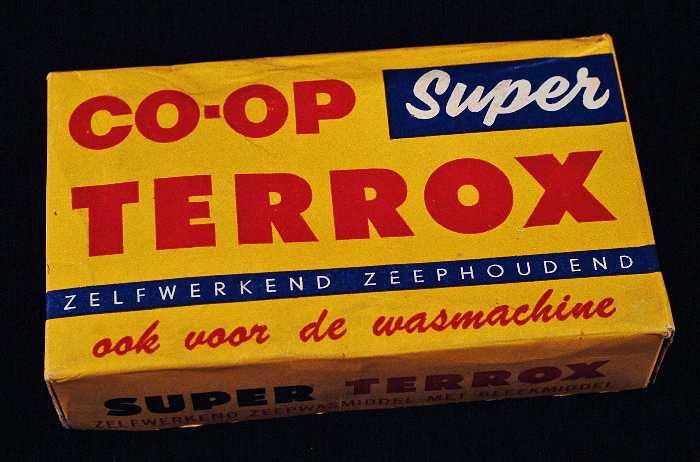 CO-OP Super
TERROX
ZELFWERKEND ZEEPHOUDEND
ook voor de wasmachine
SUPER TERROX
ZELFWERKEND ZEEPWASMIDDEL MET BLEEKMIDDEL